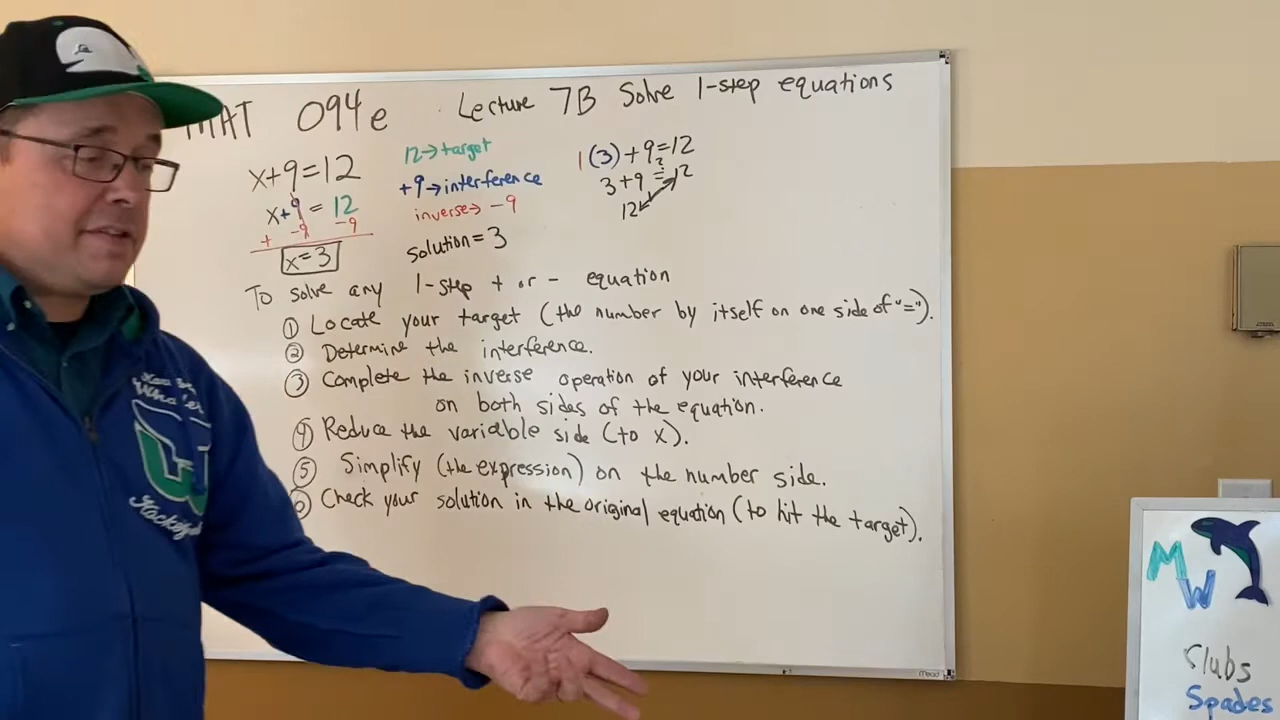 MAT 094e Lecture 7B Solve 1-step equations
x+9=12
x+9 = 12
+ -9 -9
x=3
12→target
+9→interference
inverse→ -9
solution=3
1(3)+9=12
3+9 ?= 12
12
To solve any 1-step + or - equation
① Locate your target (the number by itself on one side of "=").
② Determine the interference.
③ Complete the inverse operation of your interference
on both sides of the equation.
④ Reduce the variable side (to x).
⑤ Simplify (the expression) on the number side.
⑥ Check your solution in the original equation (to hit the target).
Mead
MW
Clubs
Spades